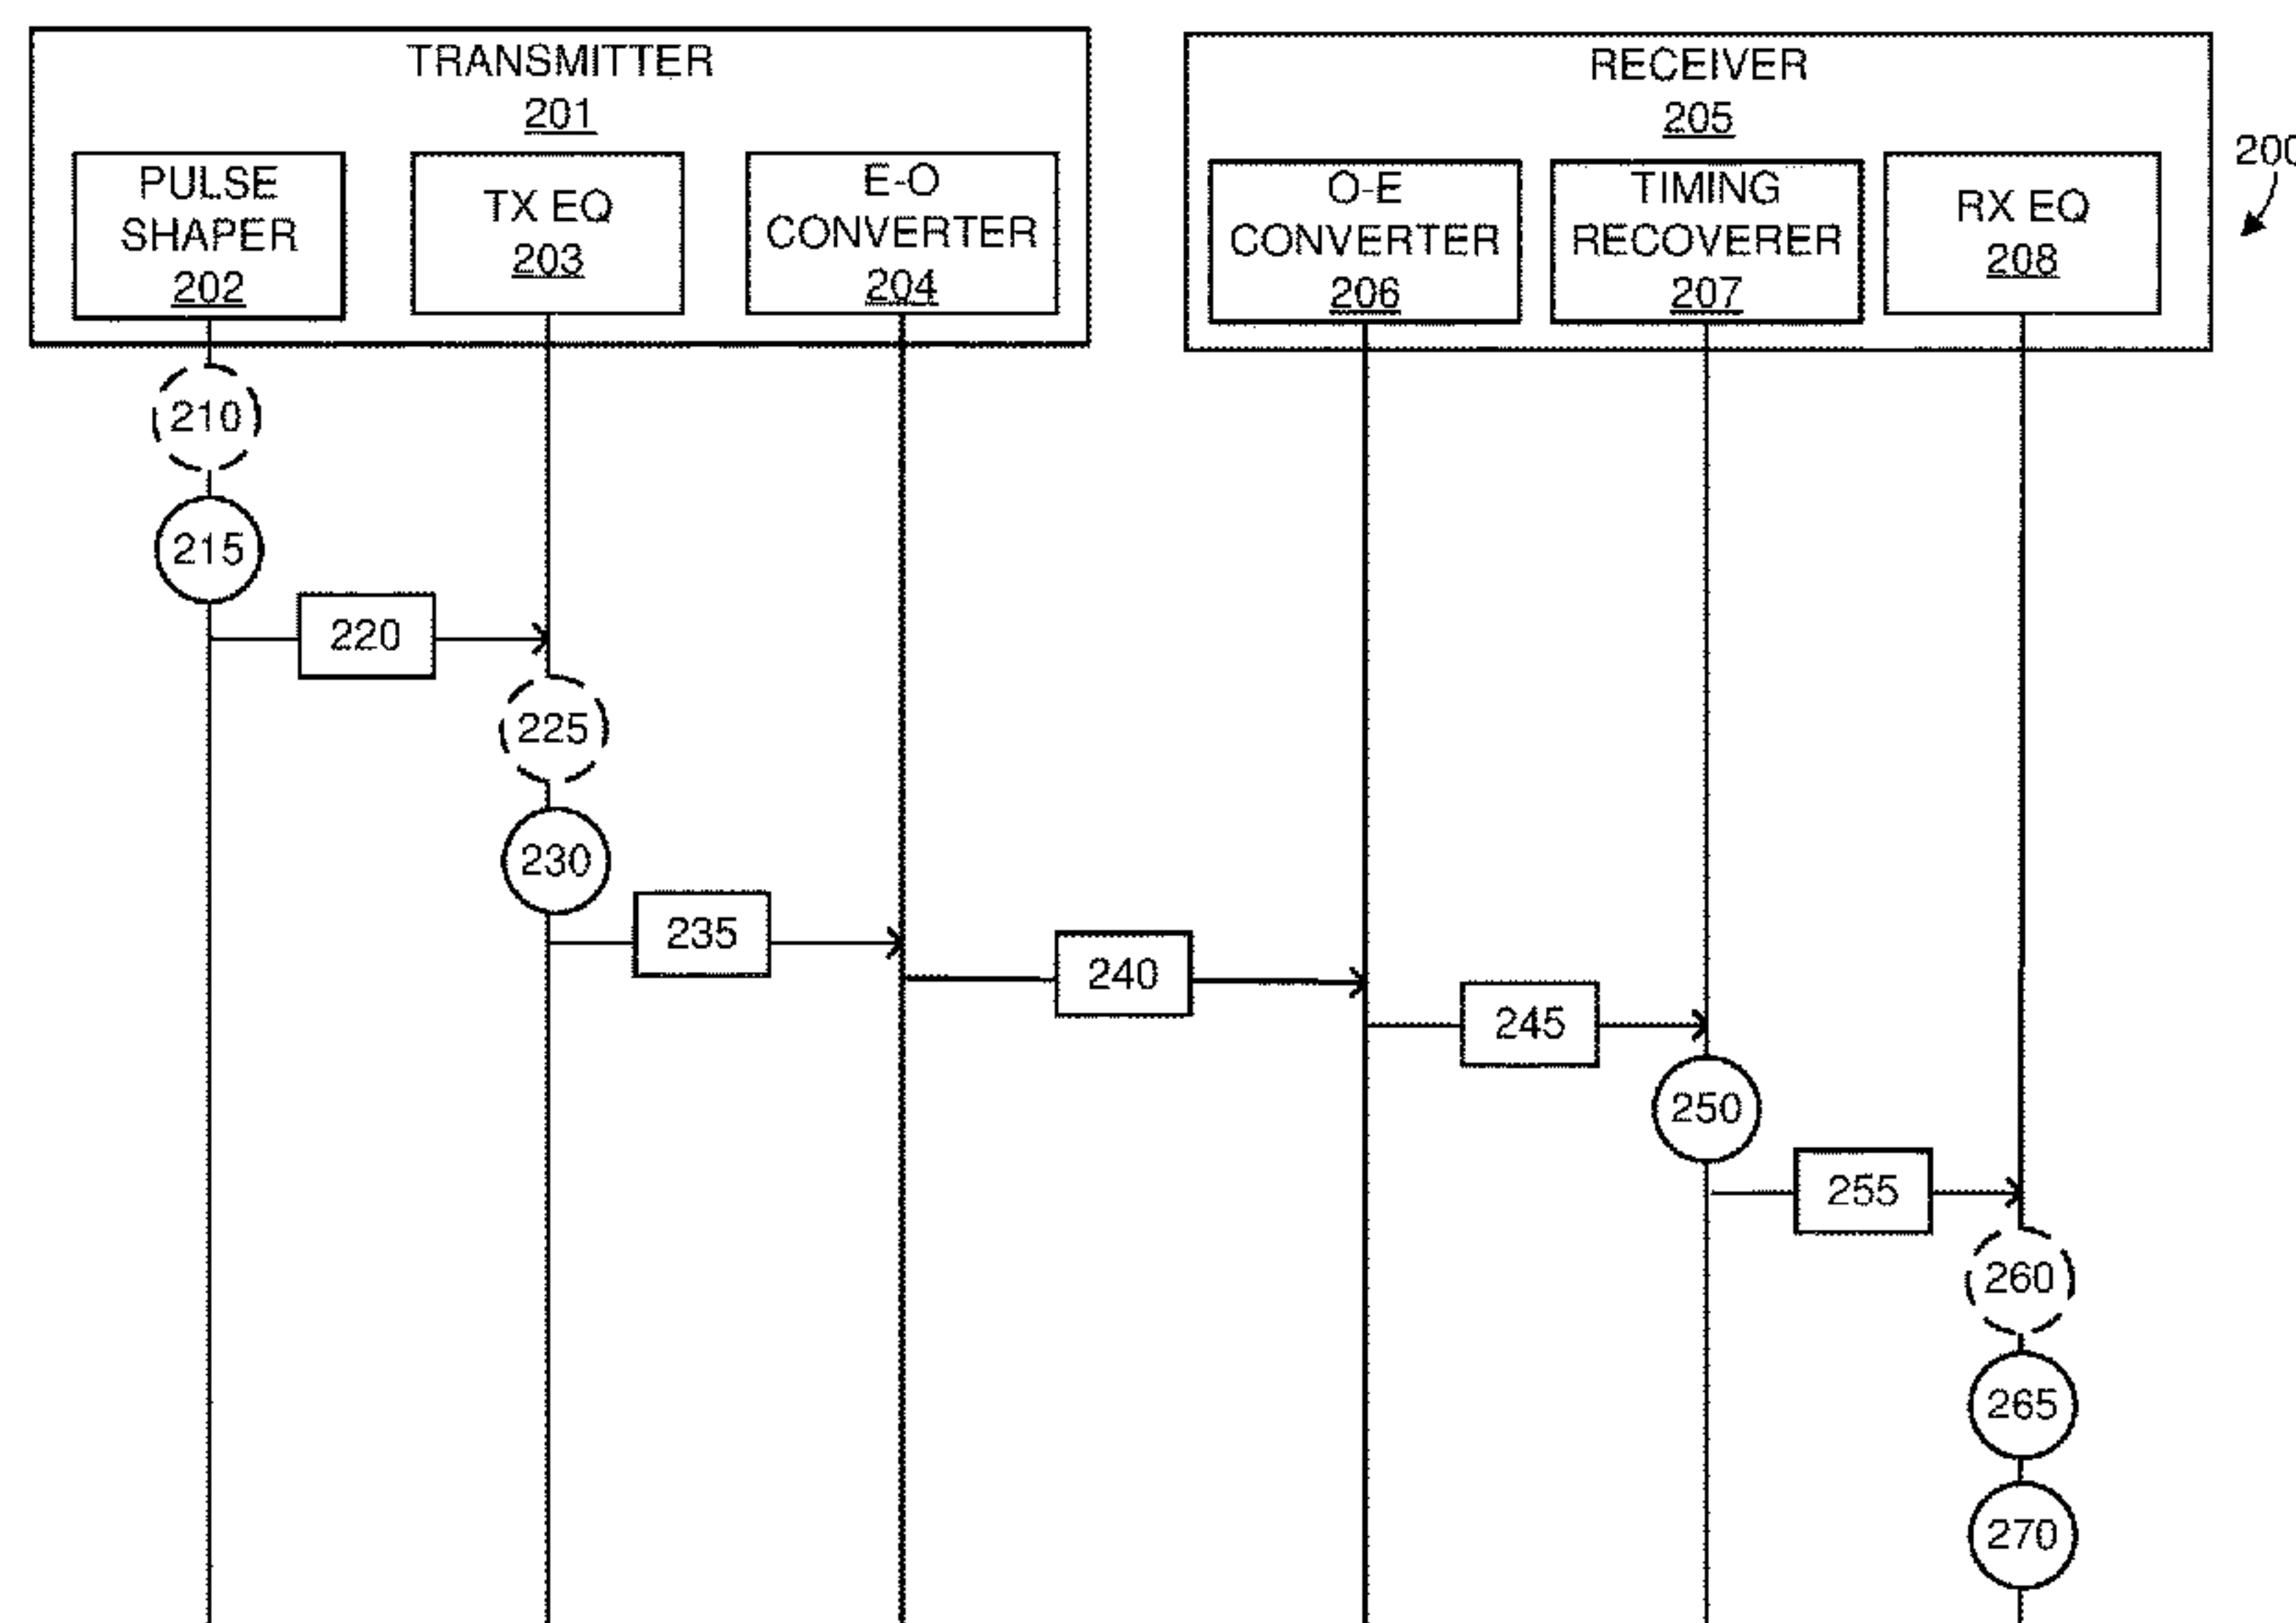 TRANSMITTER
201
PULSE
SHAPER
202
TX EQ
203
E-O
CONVERTER
204
RECEIVER
205
O-E
CONVERTER
206
TIMING
RECOVERER
207
RX EQ
208
200
210
215
220
225
230
235
240
245
250
255
260
265
270